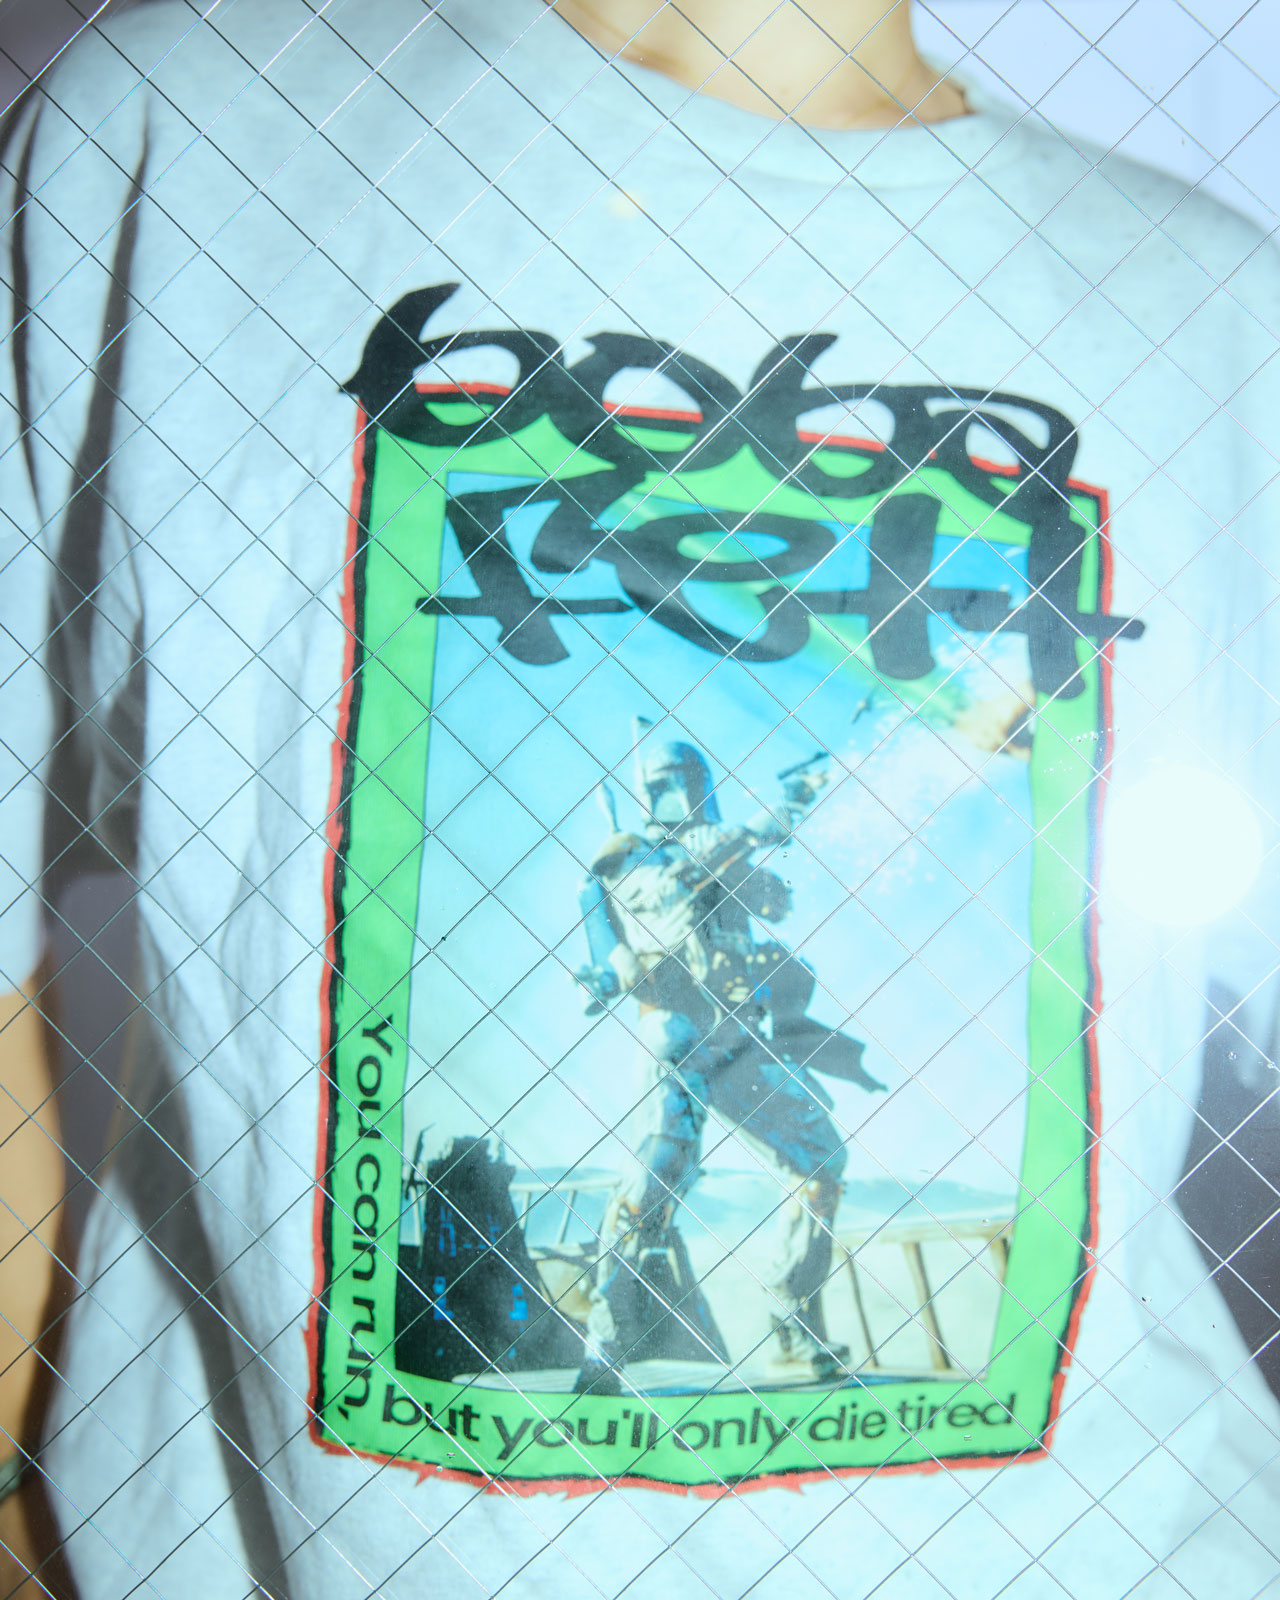 boba
fett
You can run,
but you'll only die tired